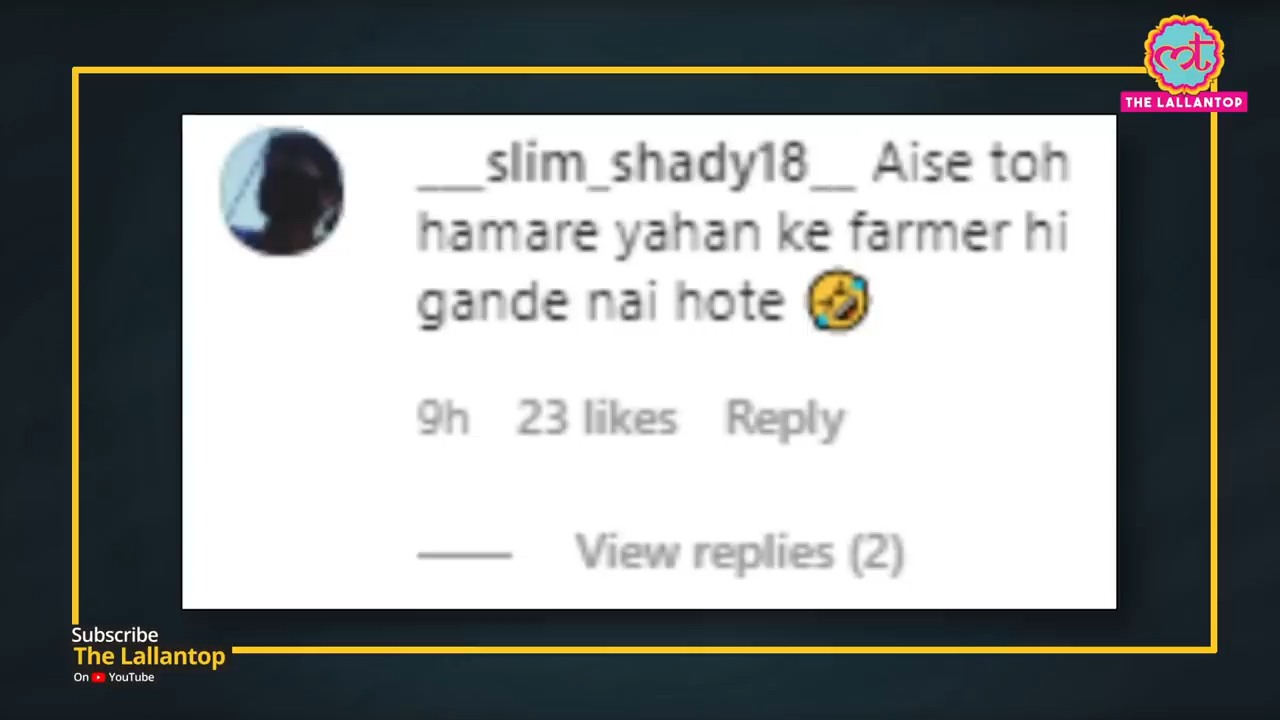 THE LALLANTOP
___slim_shady18__ Aise toh
hamare yahan ke farmer hi
gande nai hote 🤣
9h 23 likes Reply
View replies (2)
Subscribe
The Lallantop
On YouTube